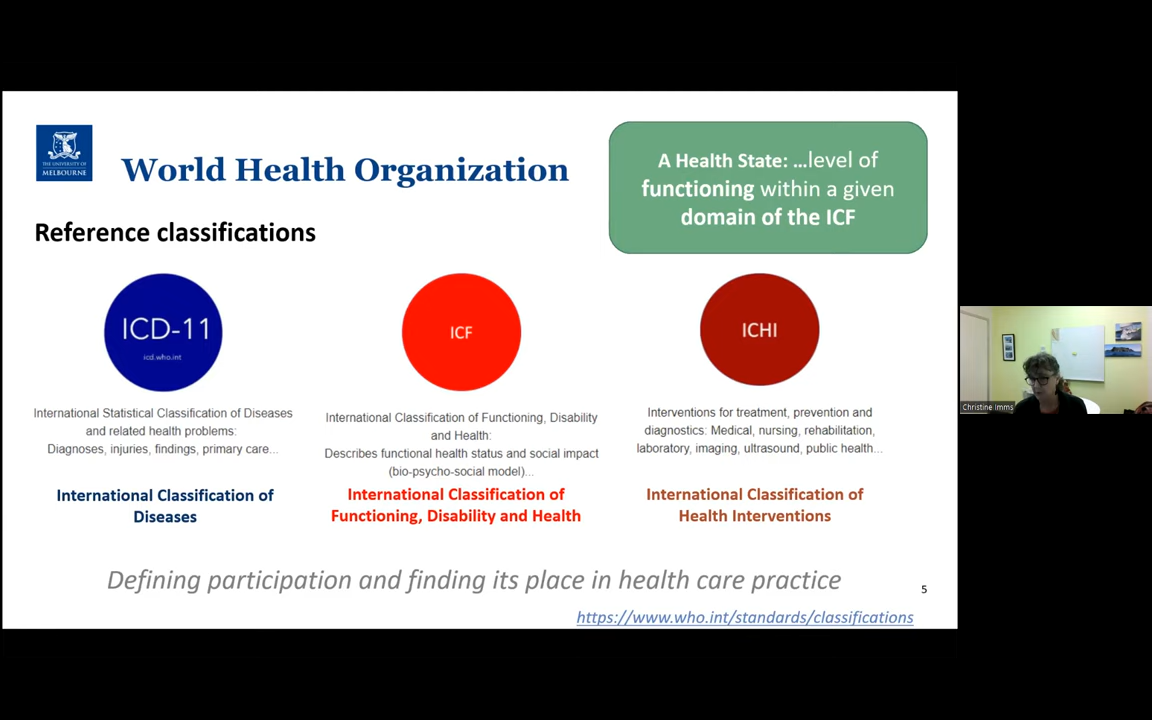 THE UNIVERSITY OF
MELBOURNE
World Health Organization
A Health State: ...level of
functioning within a given
domain of the ICF
Reference classifications
ICD-11
icd.who.int
ICF
ICHI
International Statistical Classification of Diseases
and related health problems:
Diagnoses, injuries, findings, primary care...
International Classification of Functioning, Disability
and Health:
Describes functional health status and social impact
(bio-psycho-social model)...
Interventions for treatment, prevention and
diagnostics: Medical, nursing, rehabilitation,
laboratory, imaging, ultrasound, public health...
International Classification of
Diseases
International Classification of
Functioning, Disability and Health
International Classification of
Health Interventions
Defining participation and finding its place in health care practice
5
https://www.who.int/standards/classifications
Christine Imms